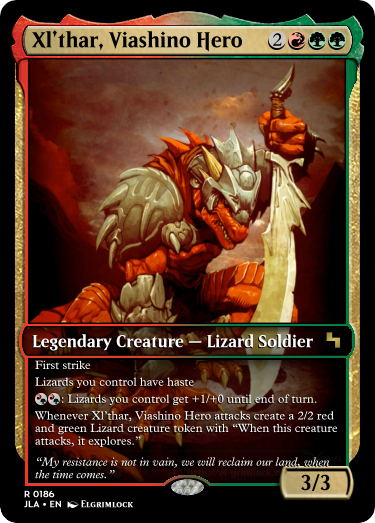 Xl'thar, Viashino Hero 2
Legendary Creature — Lizard Soldier
First strike
Lizards you control have haste
: Lizards you control get +1/+0 until end of turn.
Whenever Xl'thar, Viashino Hero attacks create a 2/2 red
and green Lizard creature token with “When this creature
attacks, it explores.”
“My resistance is not in vain, we will reclaim our land, when
the time comes.”
3/3
R 0186
JLA • EN Elgrimlock